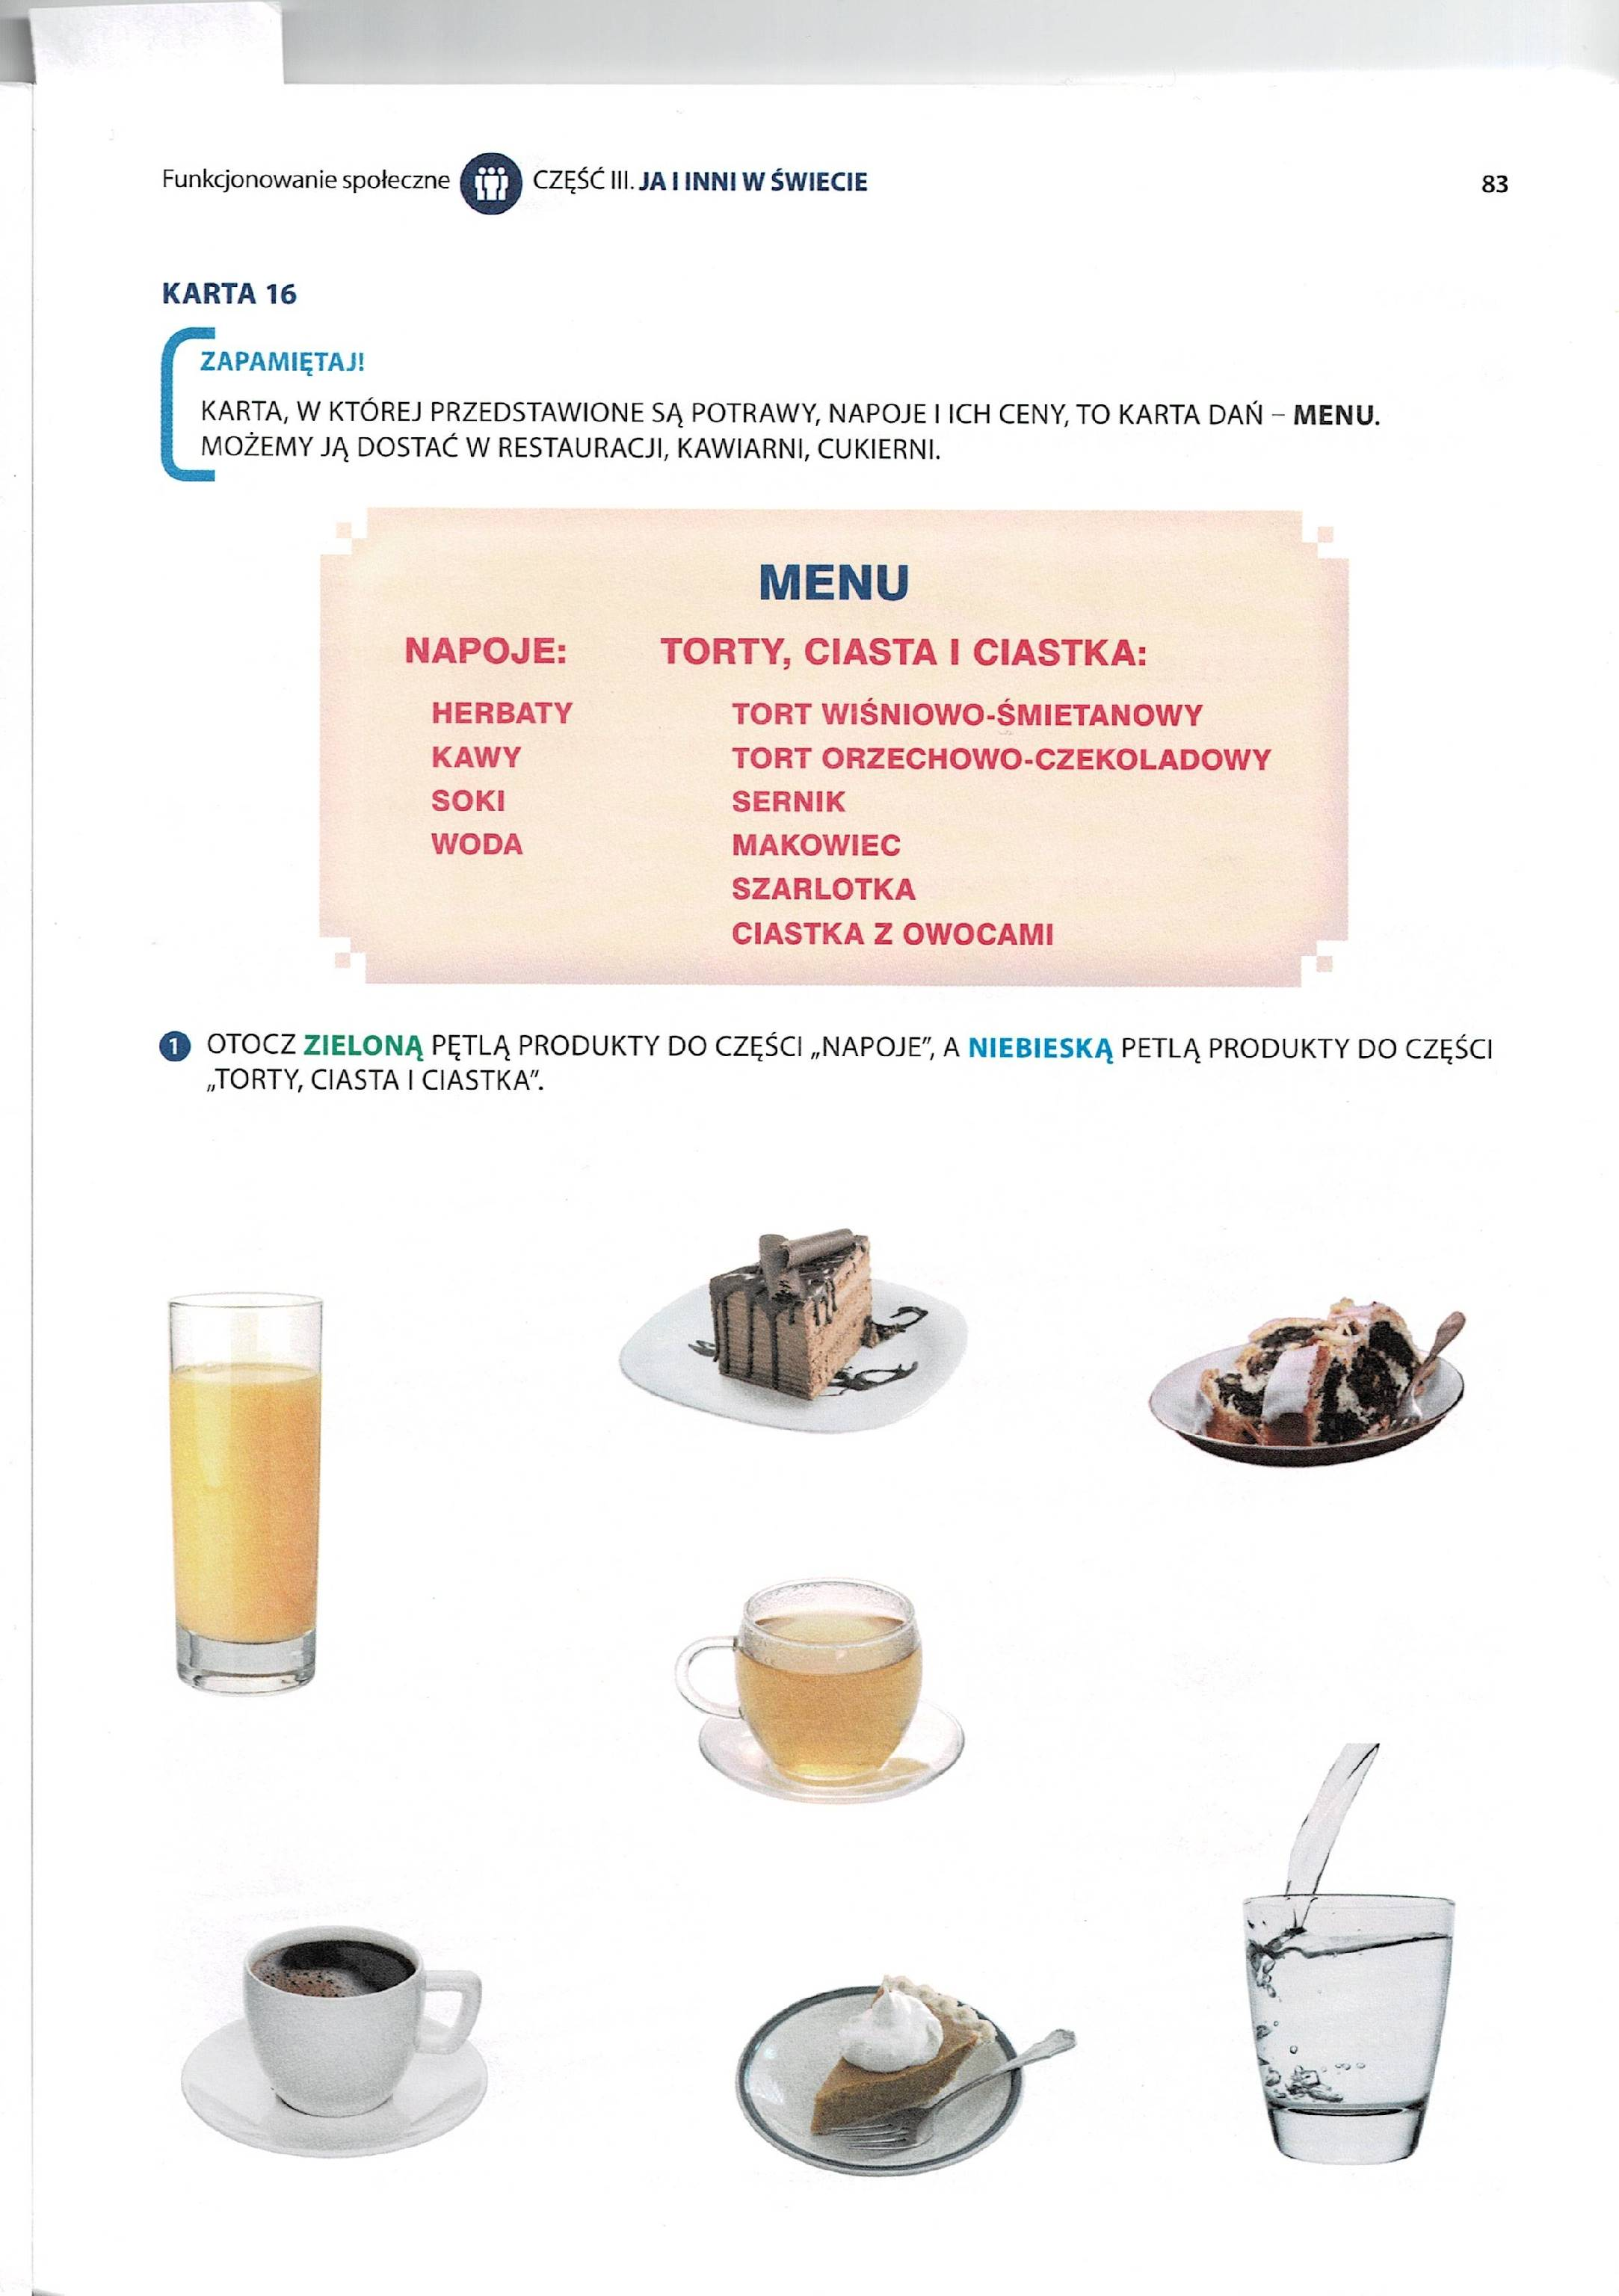 Funkcjonowanie społeczne CZĘŚĆ III. JA I INNI W ŚWIECIE 83
KARTA 16
ZAPAMIĘTAJ!
KARTA, W KTÓREJ PRZEDSTAWIONE SĄ POTRAWY, NAPOJE I ICH CENY, TO KARTA DAŃ – MENU.
MOŻEMY JĄ DOSTAĆ W RESTAURACJI, KAWIARNI, CUKIERNI.
MENU
NAPOJE:
HERBATY
KAWY
SOKI
WODA
TORTY, CIASTA I CIASTKA:
TORT WIŚNIOWO-ŚMIETANOWY
TORT ORZECHOWO-CZEKOLADOWY
SERNIK
MAKOWIEC
SZARLOTKA
CIASTKA Z OWOCAMI
1 OTOCZ ZIELONĄ PĘTLĄ PRODUKTY DO CZĘŚCI „NAPOJE”, A NIEBIESKĄ PETLĄ PRODUKTY DO CZĘŚCI
„TORTY, CIASTA I CIASTKA”.